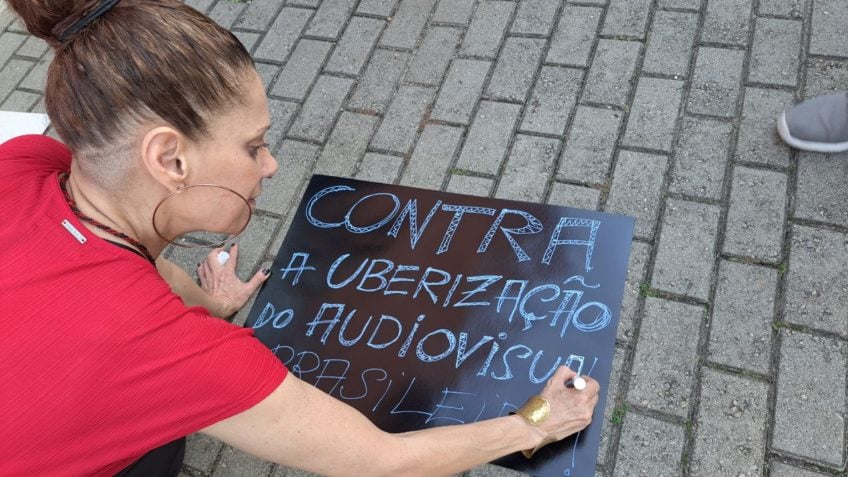 CONTRA
A UBERIZAÇÃO
DO AUDIOVISUAL
BRASILEIRO!